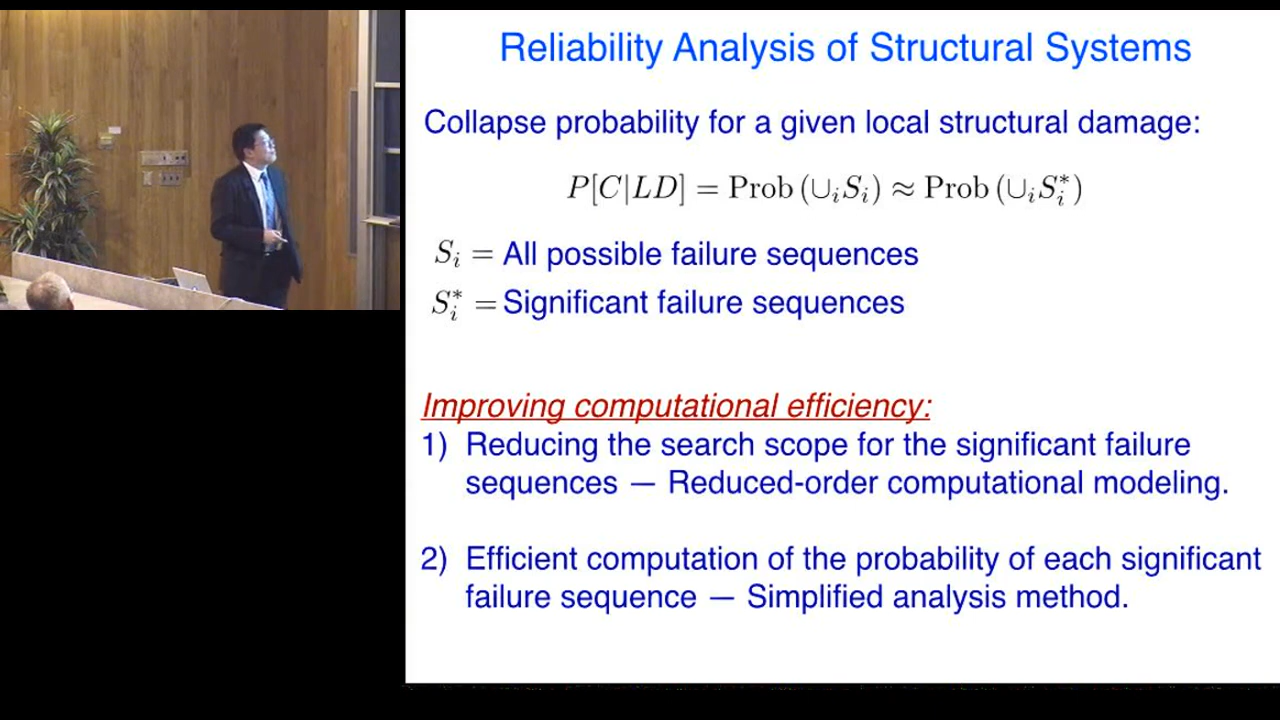 Reliability Analysis of Structural Systems
Collapse probability for a given local structural damage:
P[C|LD] = Prob (∪ᵢSᵢ) ≈ Prob (∪ᵢSᵢ*)
Sᵢ = All possible failure sequences
Sᵢ* = Significant failure sequences
Improving computational efficiency:
1) Reducing the search scope for the significant failure
sequences — Reduced-order computational modeling.
2) Efficient computation of the probability of each significant
failure sequence — Simplified analysis method.